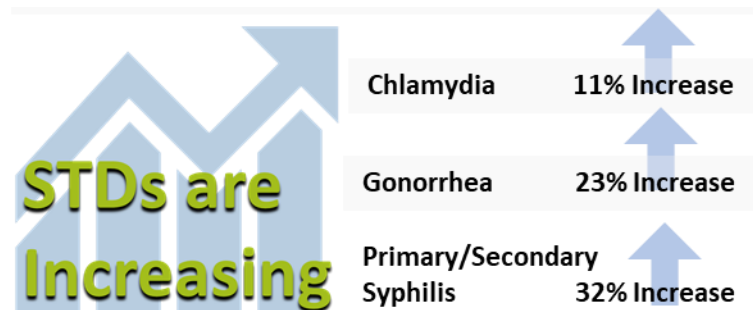 STDs are
Increasing
Chlamydia 11% Increase
Gonorrhea 23% Increase
Primary/Secondary
Syphilis 32% Increase